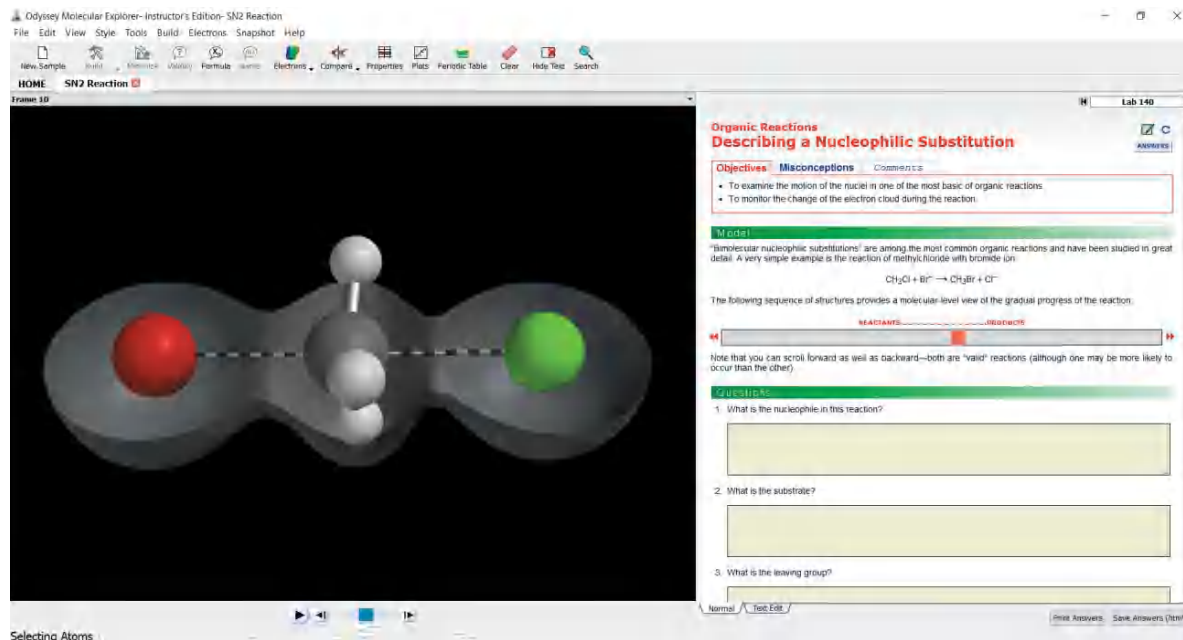 Odyssey Molecular Explorer- Instructor's Edition- SN2 Reaction
File Edit View Style Tools Build Electrons Snapshot Help
New Sample Build Minimize Validity Formula Name Electrons Compare Properties Plots Periodic Table Clear Hide Text Search
HOME SN2 Reaction
Frame 10
Lab 140
Organic Reactions
Describing a Nucleophilic Substitution
ANSWERS
Objectives Misconceptions Comments
• To examine the motion of the nuclei in one of the most basic of organic reactions
• To monitor the change of the electron cloud during the reaction.
Model
"Bimolecular nucleophilic substitutions" are among the most common organic reactions and have been studied in great
detail. A very simple example is the reaction of methylchloride with bromide ion:
CH₃Cl + Br⁻ → CH₃Br + Cl⁻
The following sequence of structures provides a molecular-level view of the gradual progress of the reaction.
REACTANTS PRODUCTS
Note that you can scroll forward as well as backward—both are "valid" reactions (although one may be more likely to
occur than the other).
Questions
1. What is the nucleophile in this reaction?
2. What is the substrate?
3. What is the leaving group?
Normal Text Edit
Print Answers Save Answers (html
Selecting Atoms